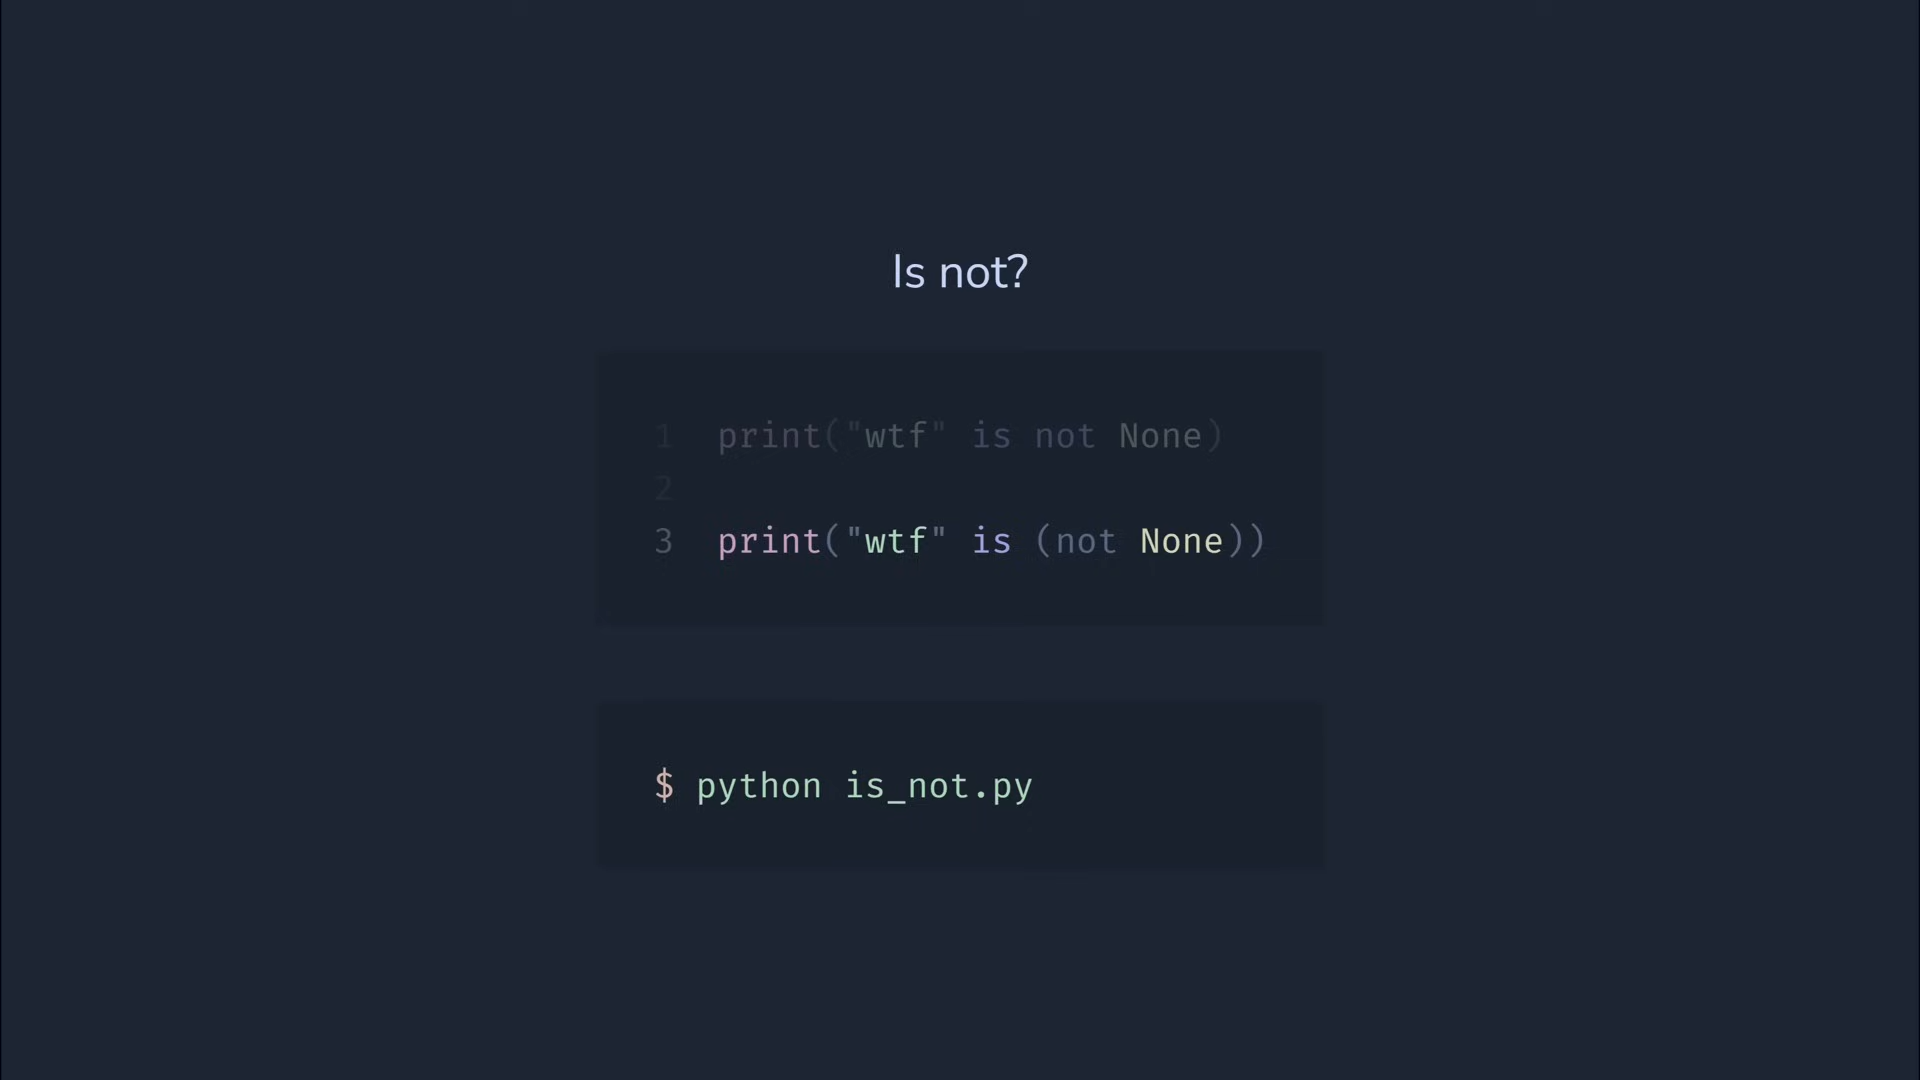 Is not?
1 print("wtf" is not None)
2
3 print("wtf" is (not None))
$ python is_not.py